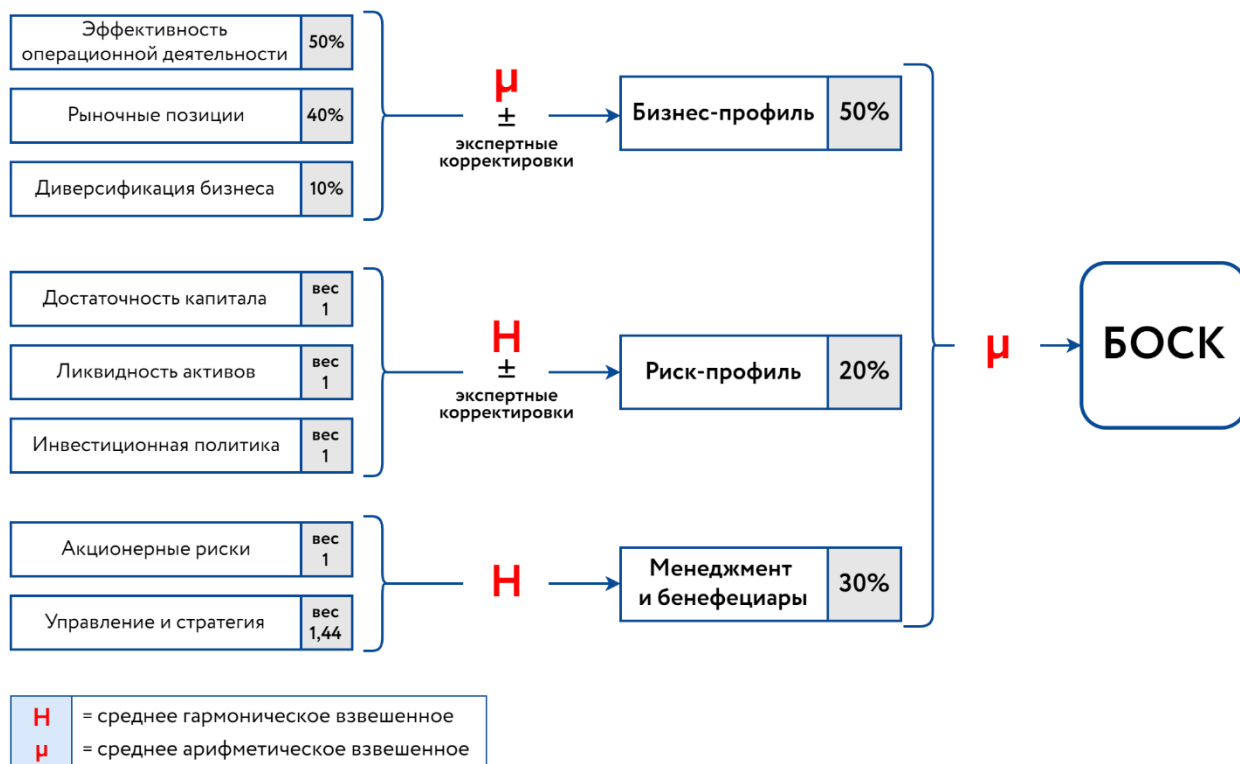 Эффективность
операционной деятельности
50%
Рыночные позиции
40%
Диверсификация бизнеса
10%
μ
±
экспертные
корректировки
Бизнес-профиль
50%
Достаточность капитала
вес
1
Ликвидность активов
вес
1
Инвестиционная политика
вес
1
H
±
экспертные
корректировки
Риск-профиль
20%
Акционерные риски
вес
1
Управление и стратегия
вес
1,44
H
Менеджмент
и бенефециары
30%
μ
БОСК
H = среднее гармоническое взвешенное
μ = среднее арифметическое взвешенное